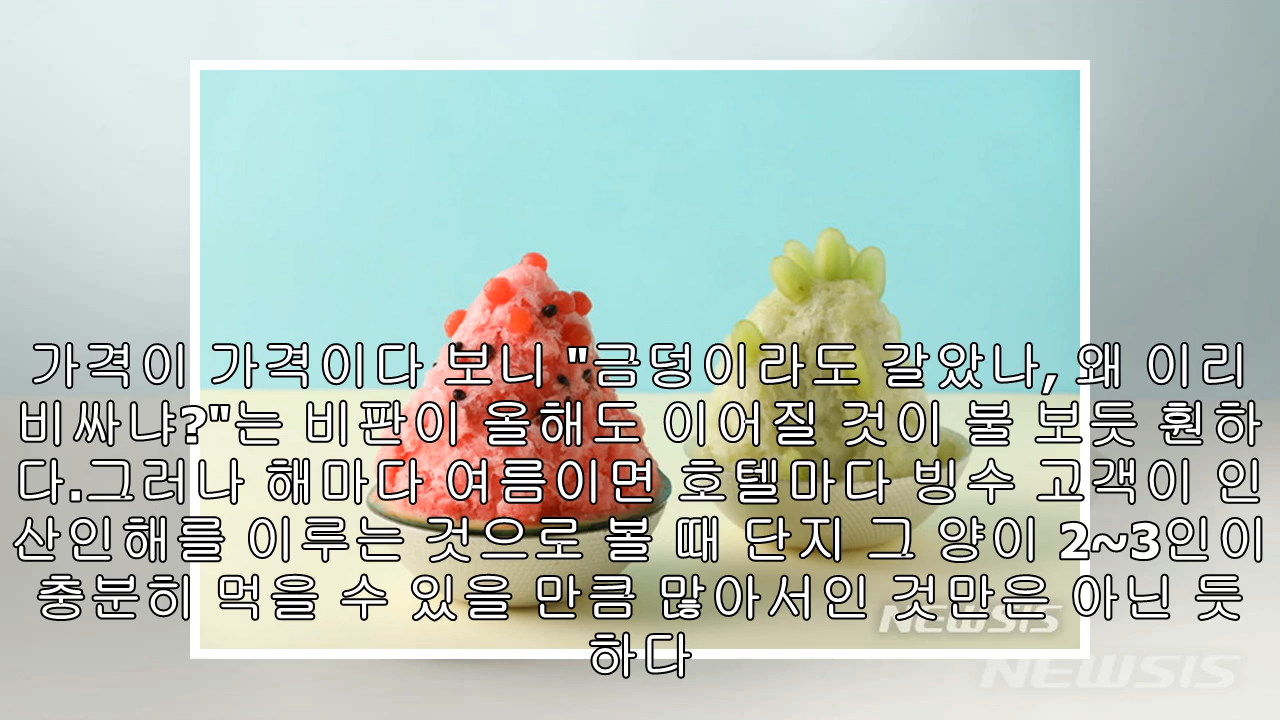 가격이 가격이다 보니 "금덩이라도 갈았나, 왜 이리
비싸냐?"는 비판이 올해도 이어질 것이 불 보듯 훤하
다.그러나 해마다 여름이면 호텔마다 빙수 고객이 인
산인해를 이루는 것으로 볼 때 단지 그 양이 2~3인이
충분히 먹을 수 있을 만큼 많아서인 것만은 아닌 듯
하다
NEWSIS
NEWSIS